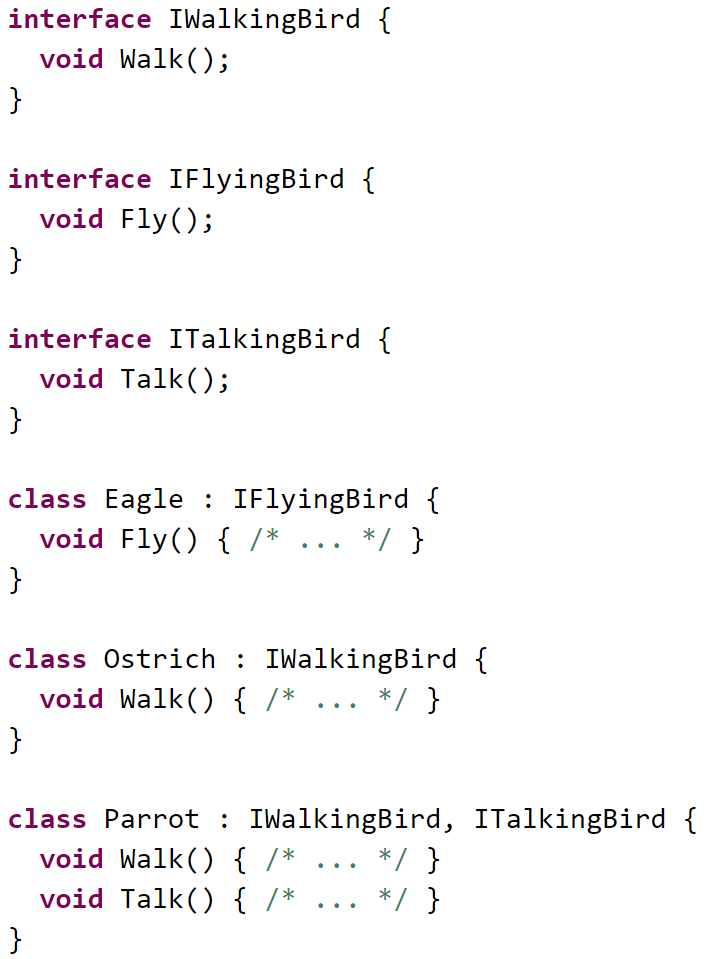 interface IWalkingBird {
  void Walk();
}

interface IFlyingBird {
  void Fly();
}

interface ITalkingBird {
  void Talk();
}

class Eagle : IFlyingBird {
  void Fly() { /* ... */ }
}

class Ostrich : IWalkingBird {
  void Walk() { /* ... */ }
}

class Parrot : IWalkingBird, ITalkingBird {
  void Walk() { /* ... */ }
  void Talk() { /* ... */ }
}